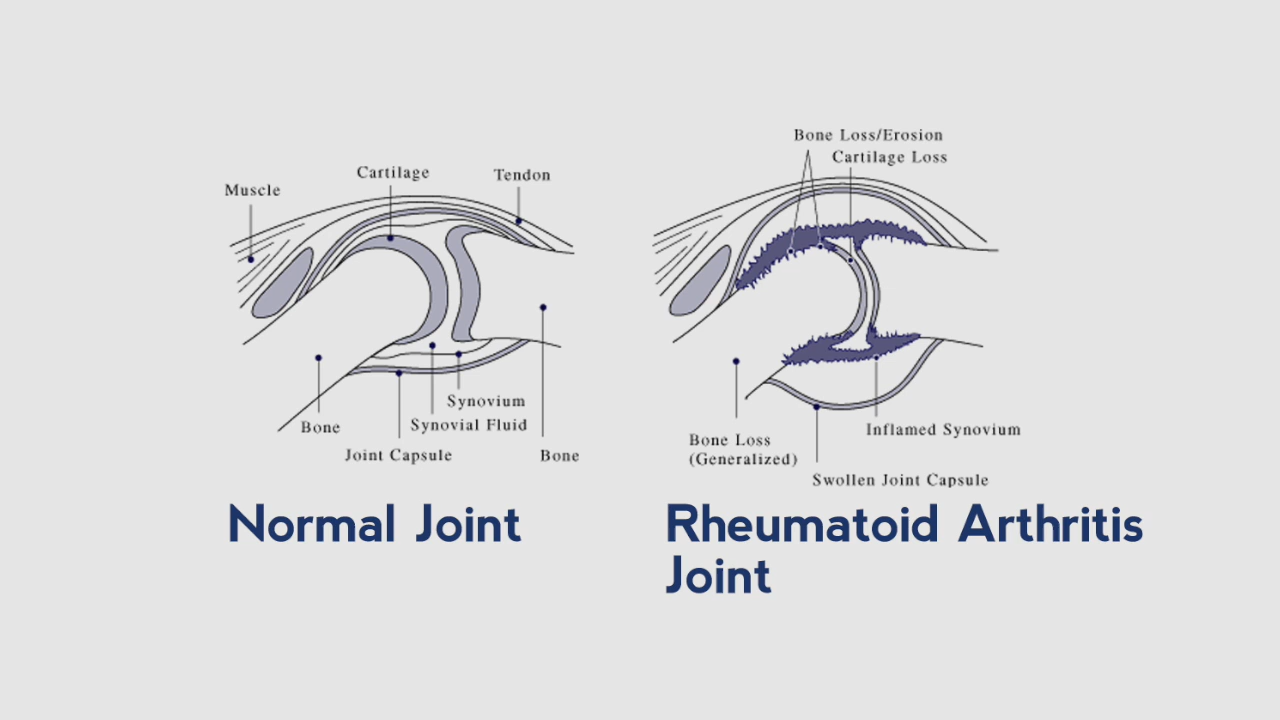 Muscle
Cartilage
Tendon
Synovium
Synovial Fluid
Bone
Joint Capsule
Bone
Normal Joint
Bone Loss/Erosion
Cartilage Loss
Inflamed Synovium
Bone Loss
(Generalized)
Swollen Joint Capsule
Rheumatoid Arthritis
Joint